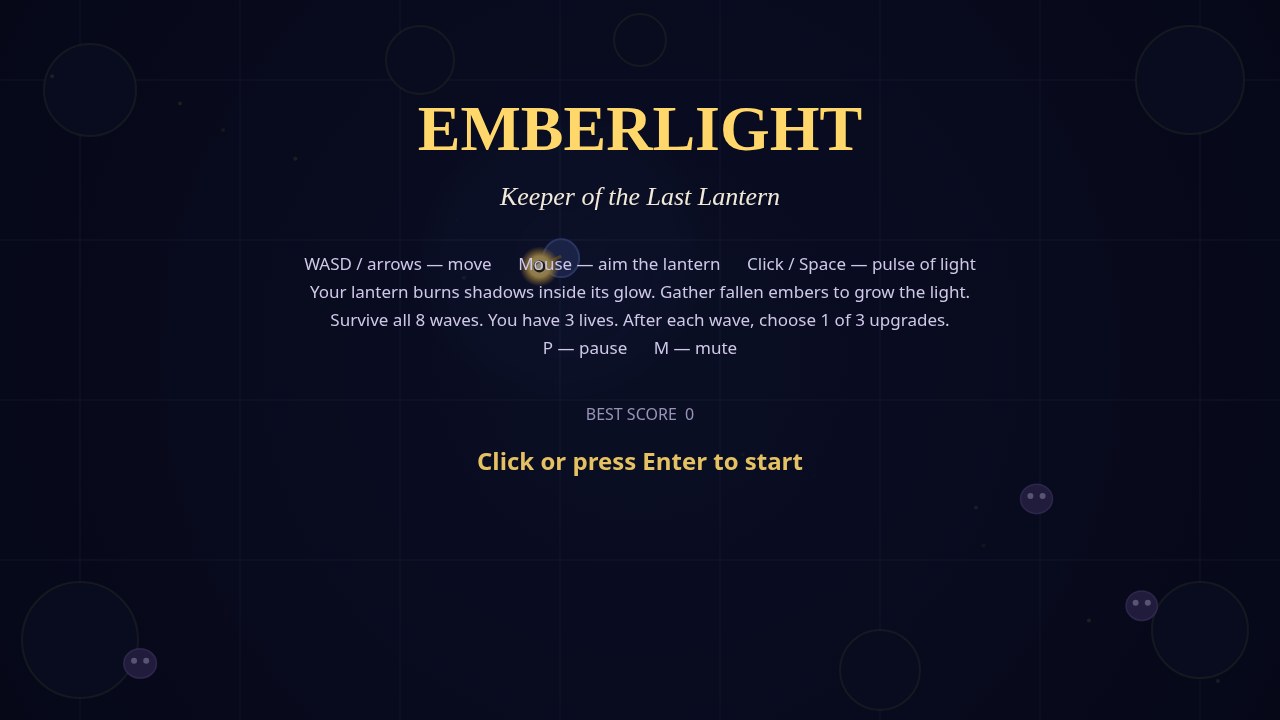 EMBERLIGHT
Keeper of the Last Lantern
WASD / arrows — move Mouse — aim the lantern Click / Space — pulse of light
Your lantern burns shadows inside its glow. Gather fallen embers to grow the light.
Survive all 8 waves. You have 3 lives. After each wave, choose 1 of 3 upgrades.
P — pause M — mute
BEST SCORE 0
Click or press Enter to start